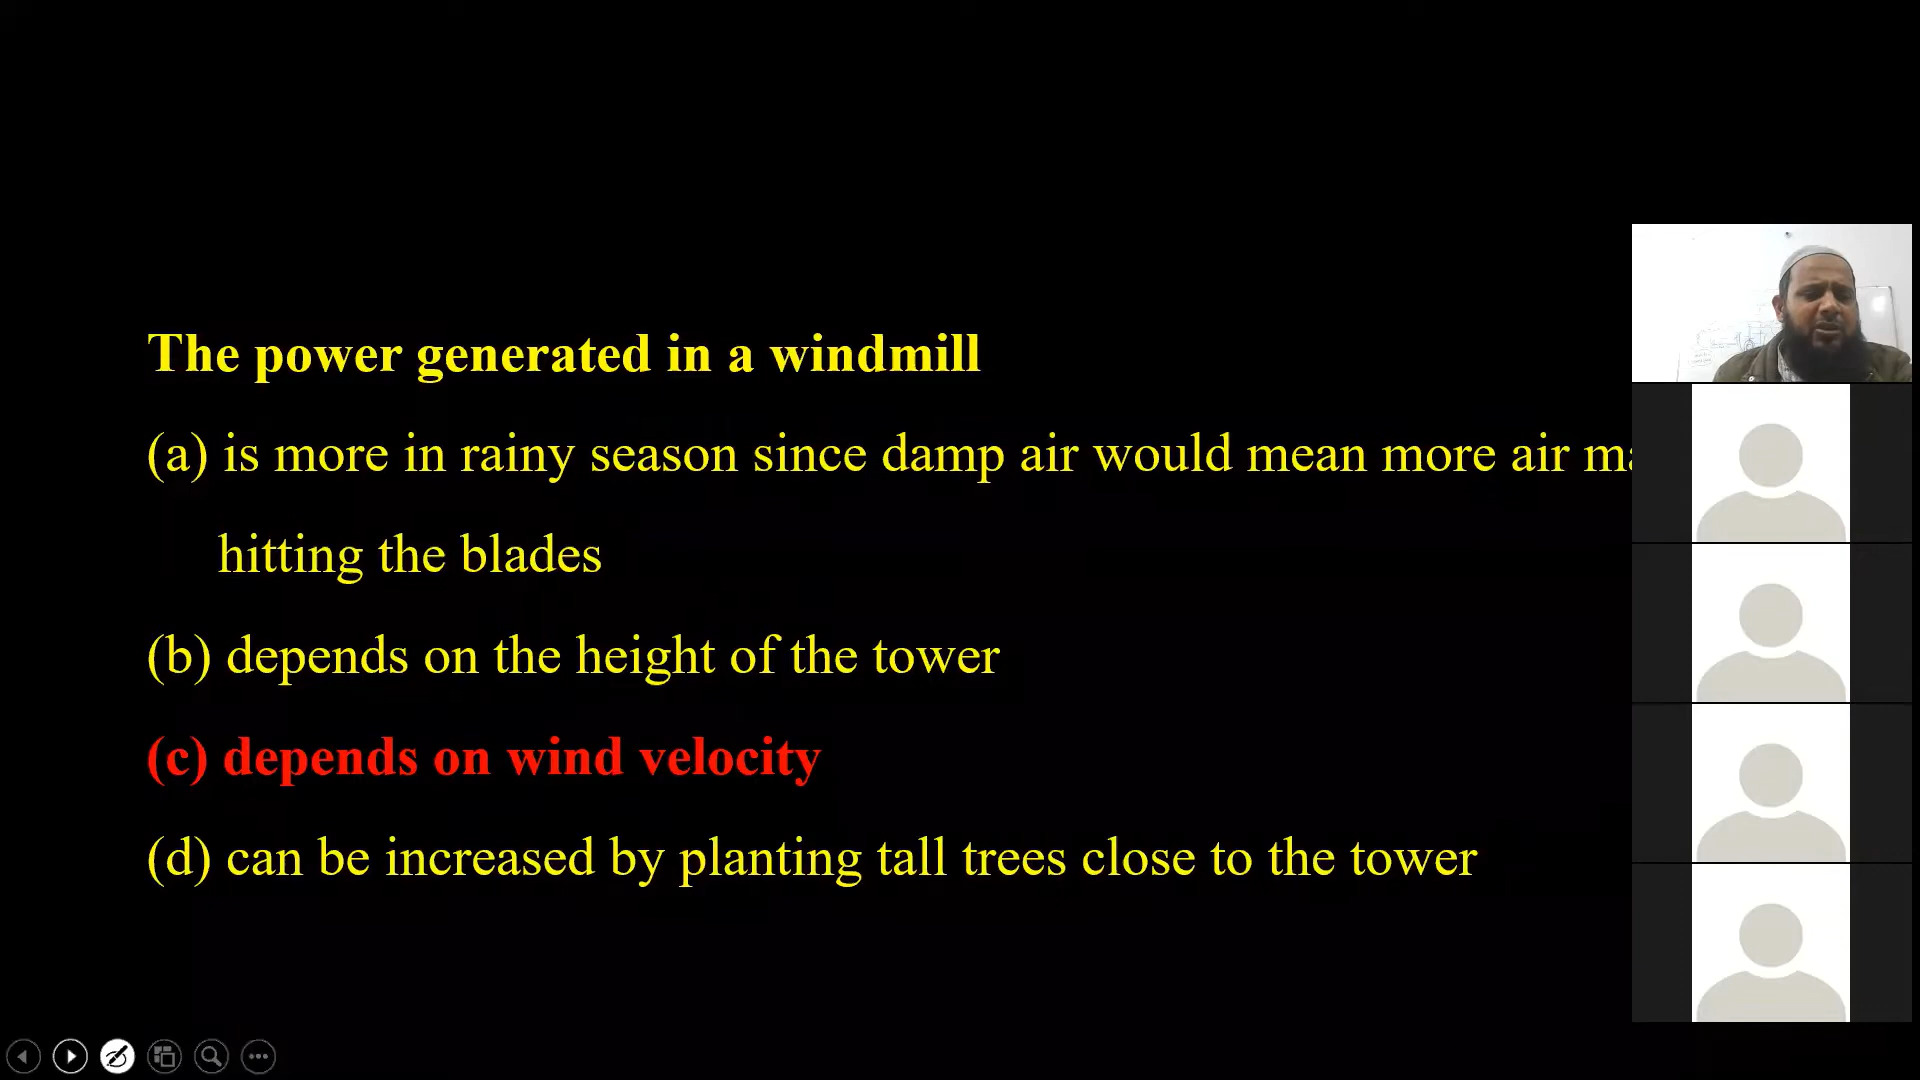 The power generated in a windmill
(a) is more in rainy season since damp air would mean more air
hitting the blades
(b) depends on the height of the tower
(c) depends on wind velocity
(d) can be increased by planting tall trees close to the tower